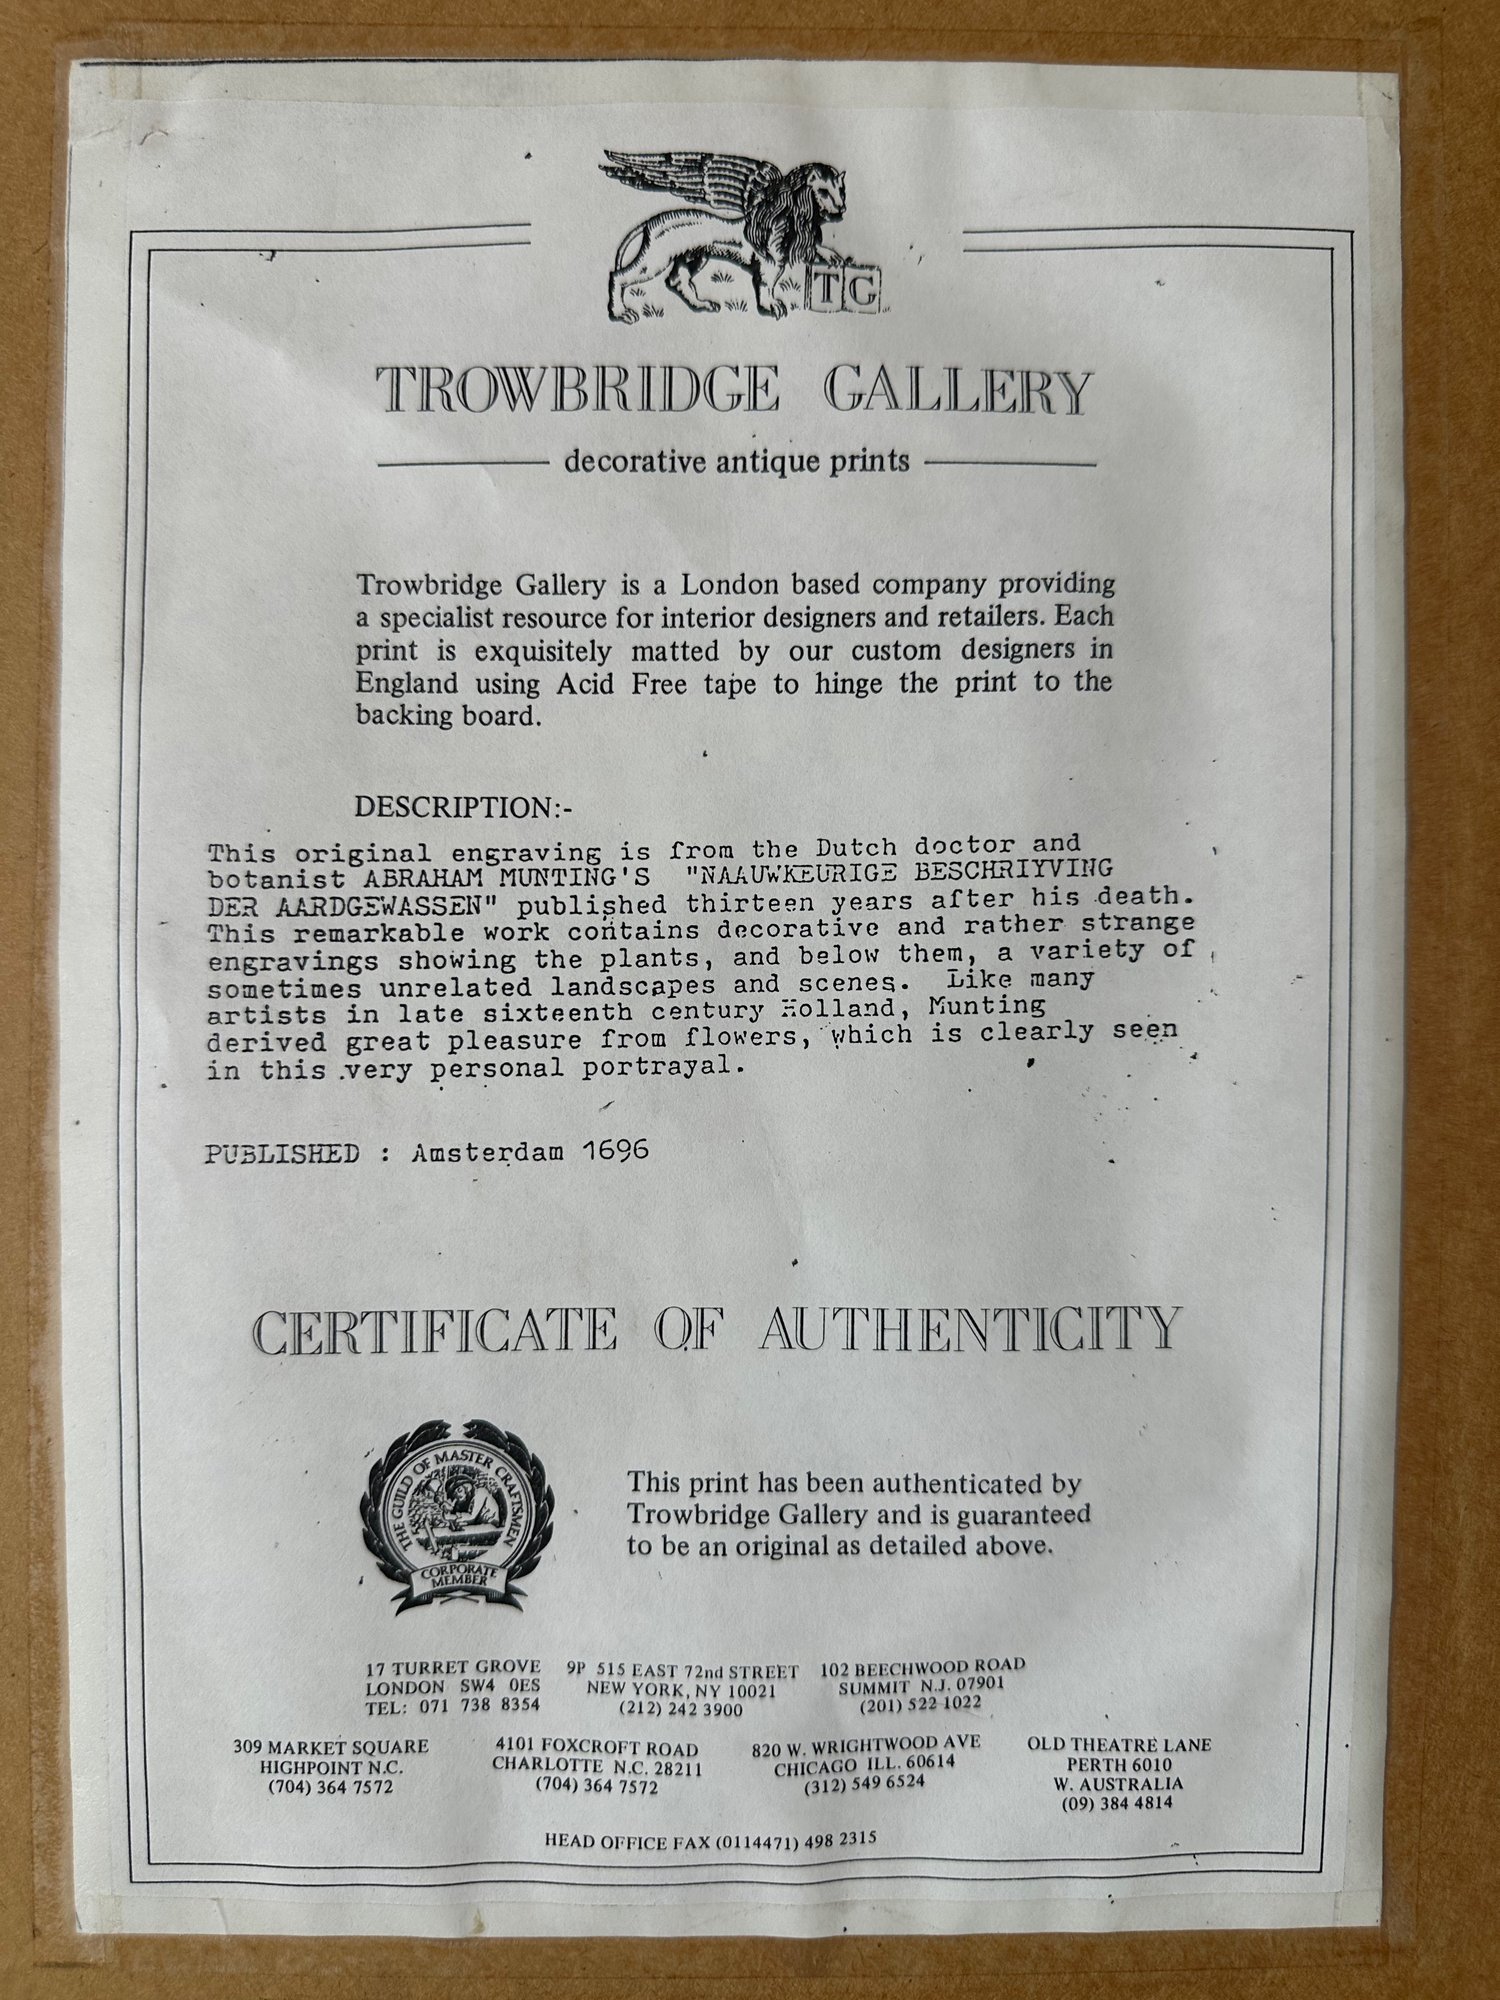 TG
TROWBRIDGE GALLERY
decorative antique prints
Trowbridge Gallery is a London based company providing
a specialist resource for interior designers and retailers. Each
print is exquisitely matted by our custom designers in
England using Acid Free tape to hinge the print to the
backing board.
DESCRIPTION:-
This original engraving is from the Dutch doctor and
botanist ABRAHAM MUNTING'S "NAAUWKEURIGE BESCHRIYVING
DER AARDGEWASSEN" published thirteen years after his death.
This remarkable work contains decorative and rather strange
engravings showing the plants, and below them, a variety of
sometimes unrelated landscapes and scenes. Like many
artists in late sixteenth century Holland, Munting
derived great pleasure from flowers, which is clearly seen
in this very personal portrayal.
PUBLISHED : Amsterdam 1696
CERTIFICATE OF AUTHENTICITY
THE GUILD OF MASTER CRAFTSMEN
CORPORATE
MEMBER
This print has been authenticated by
Trowbridge Gallery and is guaranteed
to be an original as detailed above.
17 TURRET GROVE
LONDON SW4 0ES
TEL: 071 738 8354
9P 515 EAST 72nd STREET
NEW YORK, NY 10021
(212) 242 3900
102 BEECHWOOD ROAD
SUMMIT N.J. 07901
(201) 522 1022
309 MARKET SQUARE
HIGHPOINT N.C.
(704) 364 7572
4101 FOXCROFT ROAD
CHARLOTTE N.C. 28211
(704) 364 7572
820 W. WRIGHTWOOD AVE
CHICAGO ILL. 60614
(312) 549 6524
OLD THEATRE LANE
PERTH 6010
W. AUSTRALIA
(09) 384 4814
HEAD OFFICE FAX (0114471) 498 2315